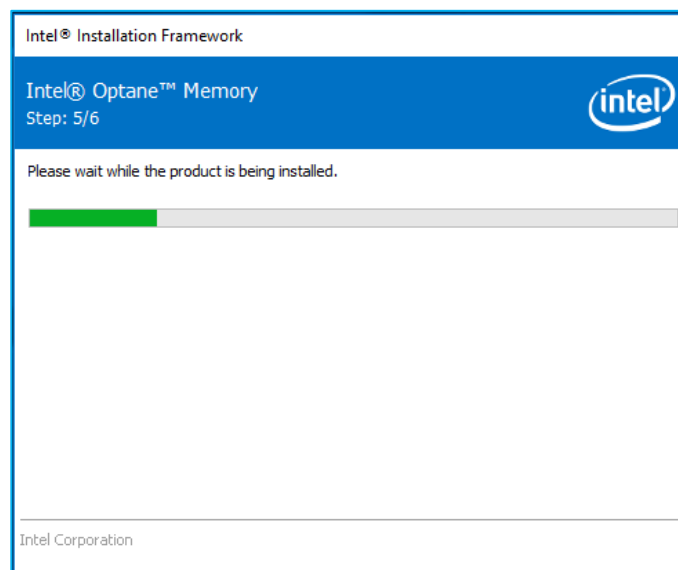 Intel® Installation Framework
Intel® Optane™ Memory
Step: 5/6
intel
Please wait while the product is being installed.
Intel Corporation